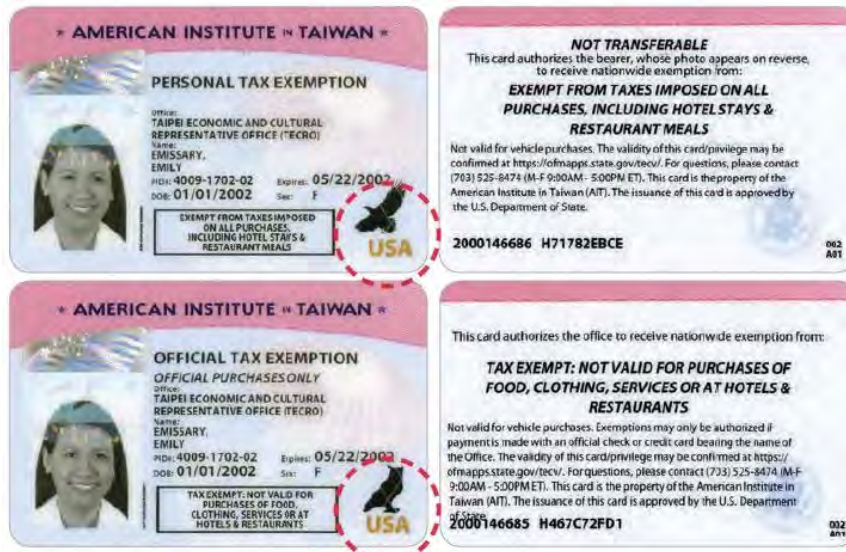 ★ AMERICAN INSTITUTE IN TAIWAN ★
PERSONAL TAX EXEMPTION
Office:
TAIPEI ECONOMIC AND CULTURAL
REPRESENTATIVE OFFICE (TECRO)
Name:
EMISSARY,
EMILY
PID#: 4009-1702-02 Expires: 05/22/2002
DOB: 01/01/2002 Sex: F
EXEMPT FROM TAXES IMPOSED
ON ALL PURCHASES,
INCLUDING HOTEL STAYS &
RESTAURANT MEALS
USA
NOT TRANSFERABLE
This card authorizes the bearer, whose photo appears on reverse,
to receive nationwide exemption from:
EXEMPT FROM TAXES IMPOSED ON ALL
PURCHASES, INCLUDING HOTEL STAYS &
RESTAURANT MEALS
Not valid for vehicle purchases. The validity of this card/privilege may be
confirmed at https://ofmapps.state.gov/tecv/. For questions, please contact
(703) 525-8474 (M-F 9:00AM - 5:00PM ET). This card is the property of the
American Institute in Taiwan (AIT). The issuance of this card is approved by
the U.S. Department of State.
2000146686 H71782EBCE
002
A01
★ AMERICAN INSTITUTE IN TAIWAN ★
OFFICIAL TAX EXEMPTION
OFFICIAL PURCHASES ONLY
Office:
TAIPEI ECONOMIC AND CULTURAL
REPRESENTATIVE OFFICE (TECRO)
Name:
EMISSARY,
EMILY
PID#: 4009-1702-02 Expires: 05/22/2002
DOB: 01/01/2002 Sex: F
TAX EXEMPT: NOT VALID FOR
PURCHASES OF FOOD,
CLOTHING, SERVICES OR AT
HOTELS & RESTAURANTS
USA
This card authorizes the office to receive nationwide exemption from:
TAX EXEMPT: NOT VALID FOR PURCHASES OF
FOOD, CLOTHING, SERVICES OR AT HOTELS &
RESTAURANTS
Not valid for vehicle purchases. Exemptions may only be authorized if
payment is made with an official check or credit card bearing the name of
the Office. The validity of this card/privilege may be confirmed at https://
ofmapps.state.gov/tecv/. For questions, please contact (703) 525-8474 (M-F
9:00AM - 5:00PM ET). This card is the property of the American Institute in
Taiwan (AIT). The issuance of this card is approved by the U.S. Department
of State
2000146685 H467C72FD1
002
A01